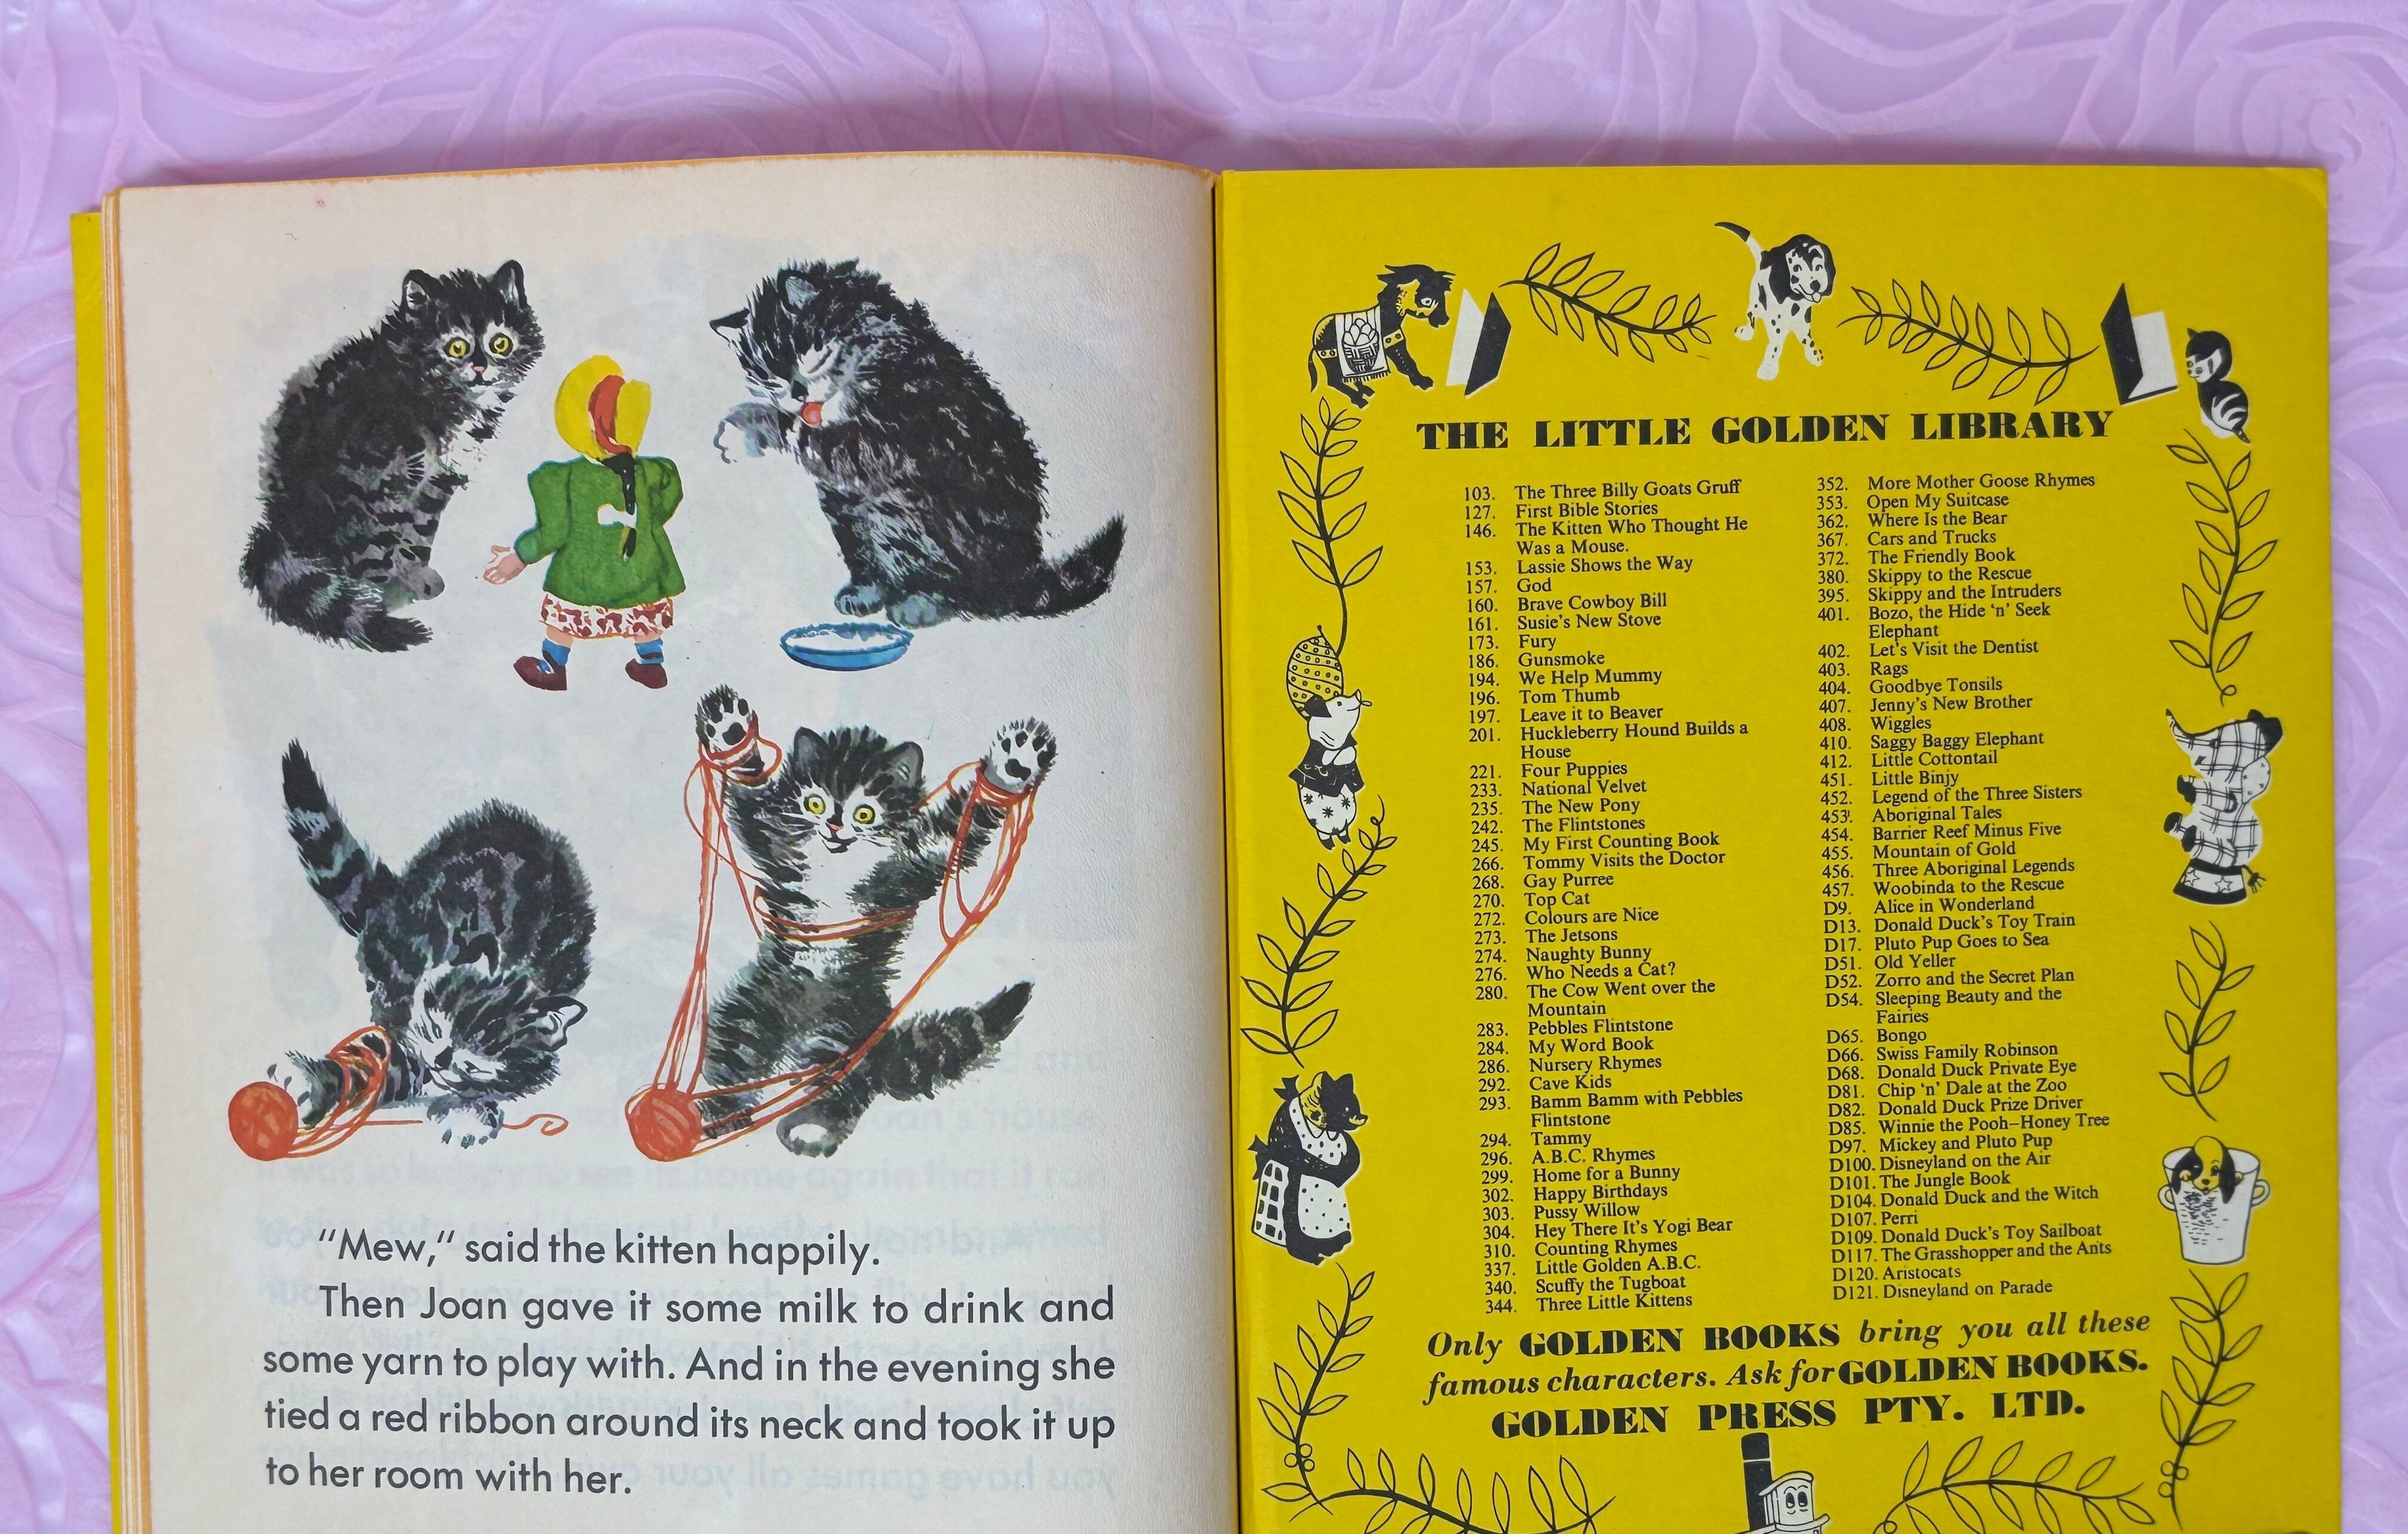 "Mew," said the kitten happily.
Then Joan gave it some milk to drink and
some yarn to play with. And in the evening she
tied a red ribbon around its neck and took it up
to her room with her.
THE LITTLE GOLDEN LIBRARY
103. The Three Billy Goats Gruff
127. First Bible Stories
146. The Kitten Who Thought He
Was a Mouse.
153. Lassie Shows the Way
157. God
160. Brave Cowboy Bill
161. Susie's New Stove
173. Fury
186. Gunsmoke
194. We Help Mummy
196. Tom Thumb
197. Leave it to Beaver
201. Huckleberry Hound Builds a
House
221. Four Puppies
233. National Velvet
235. The New Pony
242. The Flintstones
245. My First Counting Book
266. Tommy Visits the Doctor
268. Gay Purree
270. Top Cat
272. Colours are Nice
273. The Jetsons
274. Naughty Bunny
276. Who Needs a Cat?
280. The Cow Went over the
Mountain
283. Pebbles Flintstone
284. My Word Book
286. Nursery Rhymes
292. Cave Kids
293. Bamm Bamm with Pebbles
Flintstone
294. Tammy
296. A.B.C. Rhymes
299. Home for a Bunny
302. Happy Birthdays
303. Pussy Willow
304. Hey There It's Yogi Bear
310. Counting Rhymes
337. Little Golden A.B.C.
340. Scuffy the Tugboat
344. Three Little Kittens
352. More Mother Goose Rhymes
353. Open My Suitcase
362. Where Is the Bear
367. Cars and Trucks
372. The Friendly Book
380. Skippy to the Rescue
395. Skippy and the Intruders
401. Bozo, the Hide 'n' Seek
Elephant
402. Let's Visit the Dentist
403. Rags
404. Goodbye Tonsils
407. Jenny's New Brother
408. Wiggles
410. Saggy Baggy Elephant
412. Little Cottontail
451. Little Binjy
452. Legend of the Three Sisters
453. Aboriginal Tales
454. Barrier Reef Minus Five
455. Mountain of Gold
456. Three Aboriginal Legends
457. Woobinda to the Rescue
D9. Alice in Wonderland
D13. Donald Duck's Toy Train
D17. Pluto Pup Goes to Sea
D51. Old Yeller
D52. Zorro and the Secret Plan
D54. Sleeping Beauty and the
Fairies
D65. Bongo
D66. Swiss Family Robinson
D68. Donald Duck Private Eye
D81. Chip 'n' Dale at the Zoo
D82. Donald Duck Prize Driver
D85. Winnie the Pooh–Honey Tree
D97. Mickey and Pluto Pup
D100. Disneyland on the Air
D101. The Jungle Book
D104. Donald Duck and the Witch
D107. Perri
D109. Donald Duck's Toy Sailboat
D117. The Grasshopper and the Ants
D120. Aristocats
D121. Disneyland on Parade
Only GOLDEN BOOKS bring you all these
famous characters. Ask for GOLDEN BOOKS.
GOLDEN PRESS PTY. LTD.